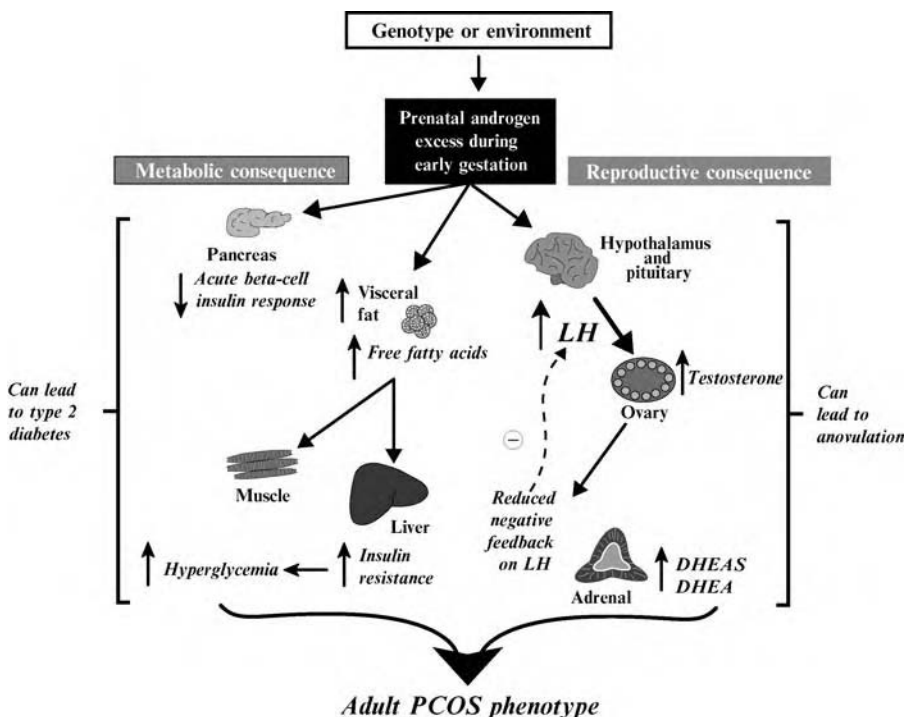 Genotype or environment
Prenatal androgen
excess during
early gestation
Metabolic consequence
Reproductive consequence
Pancreas
Acute beta-cell
insulin response
Visceral
fat
Free fatty acids
Can lead
to type 2
diabetes
Muscle
Liver
Hyperglycemia
Insulin
resistance
Hypothalamus
and
pituitary
LH
Testosterone
Ovary
Can
lead to
anovulation
−
Reduced
negative
feedback
on LH
Adrenal
DHEAS
DHEA
Adult PCOS phenotype